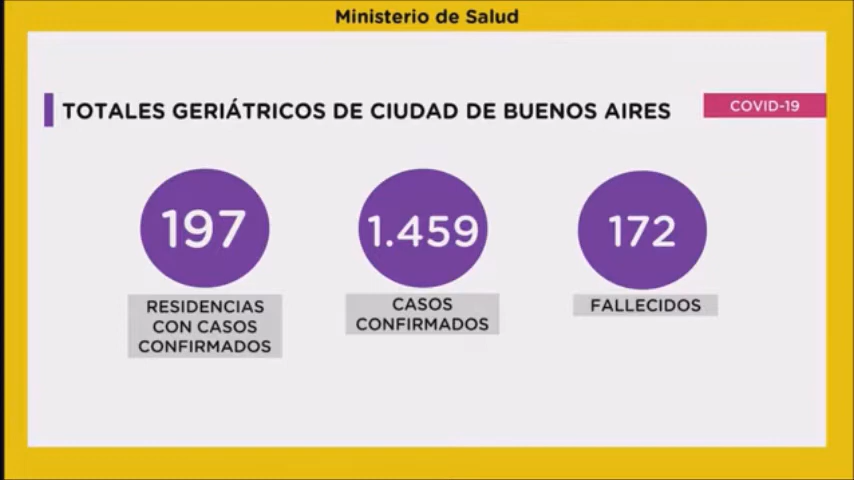 Ministerio de Salud
TOTALES GERIÁTRICOS DE CIUDAD DE BUENOS AIRES
COVID-19
197
RESIDENCIAS
CON CASOS
CONFIRMADOS
1.459
CASOS
CONFIRMADOS
172
FALLECIDOS